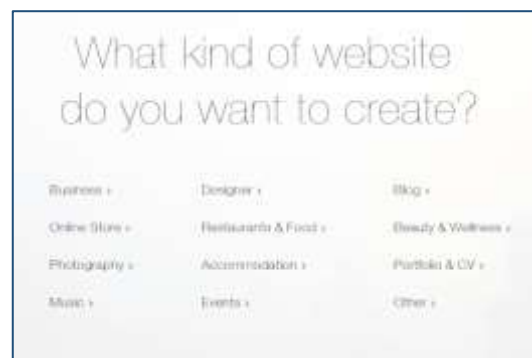 What kind of website
do you want to create?
Business ›
Designer ›
Blog ›
Online Store ›
Restaurants & Food ›
Beauty & Wellness ›
Photography ›
Accommodation ›
Portfolio & CV ›
Music ›
Events ›
Other ›